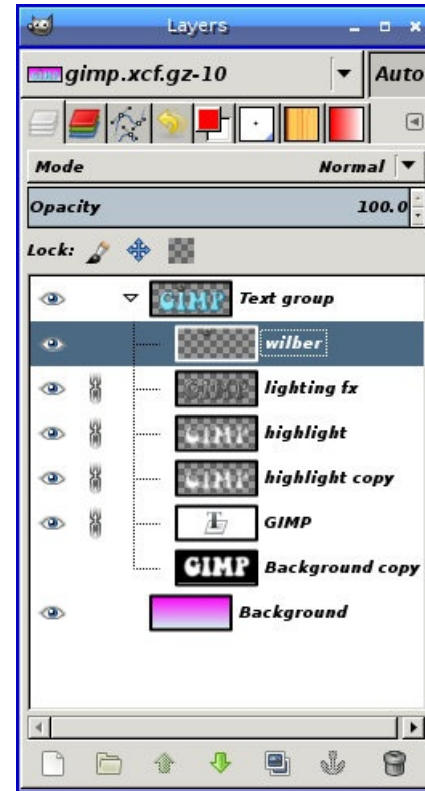 Layers
gimp.xcf.gz-10 Auto
Mode Normal
Opacity 100.0
Lock:
GIMP Text group
wilber
lighting fx
GIMP highlight
GIMP highlight copy
T GIMP
GIMP Background copy
Background